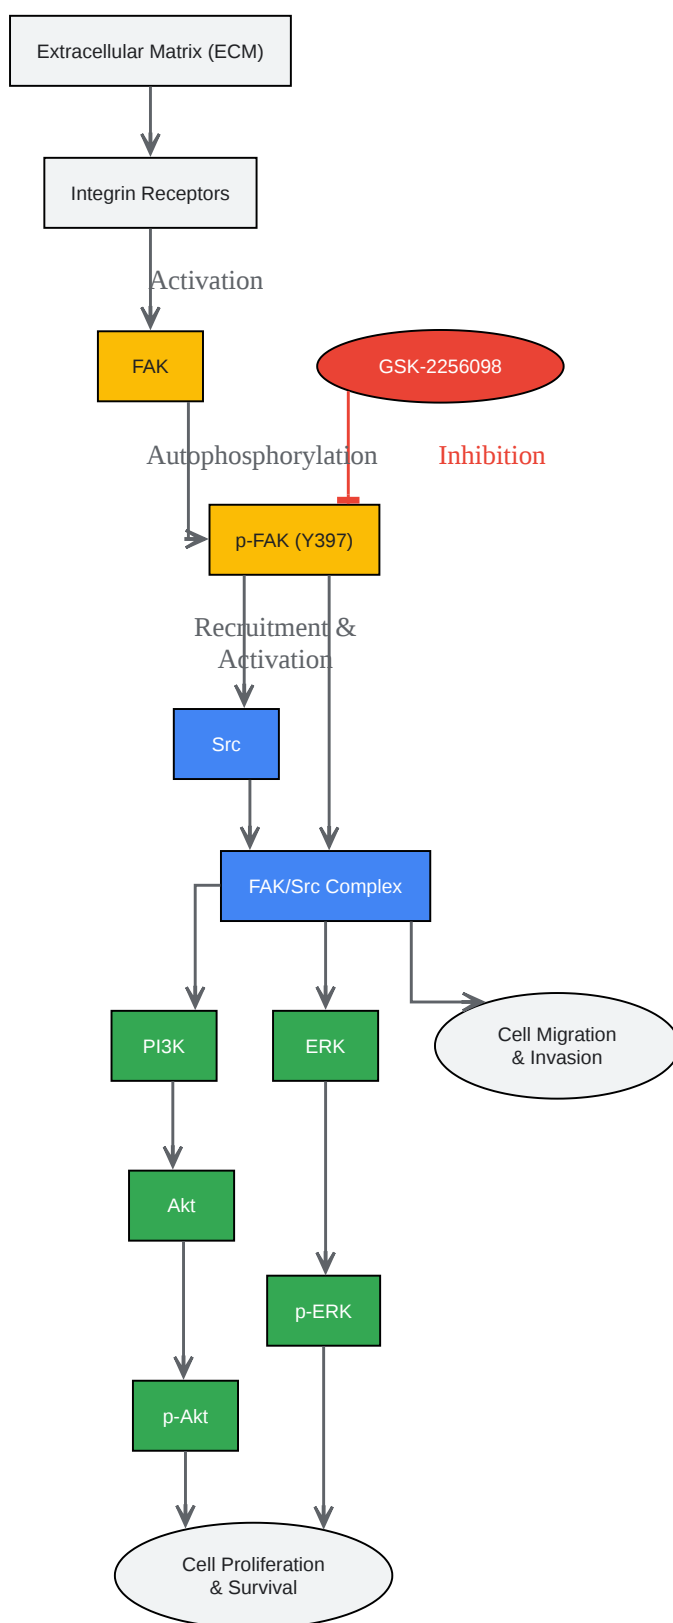 Extracellular Matrix (ECM)
Integrin Receptors
Activation
FAK
GSK-2256098
Autophosphorylation
Inhibition
p-FAK (Y397)
Recruitment &
Activation
Src
FAK/Src Complex
PI3K
ERK
Cell Migration
& Invasion
Akt
p-ERK
p-Akt
Cell Proliferation
& Survival